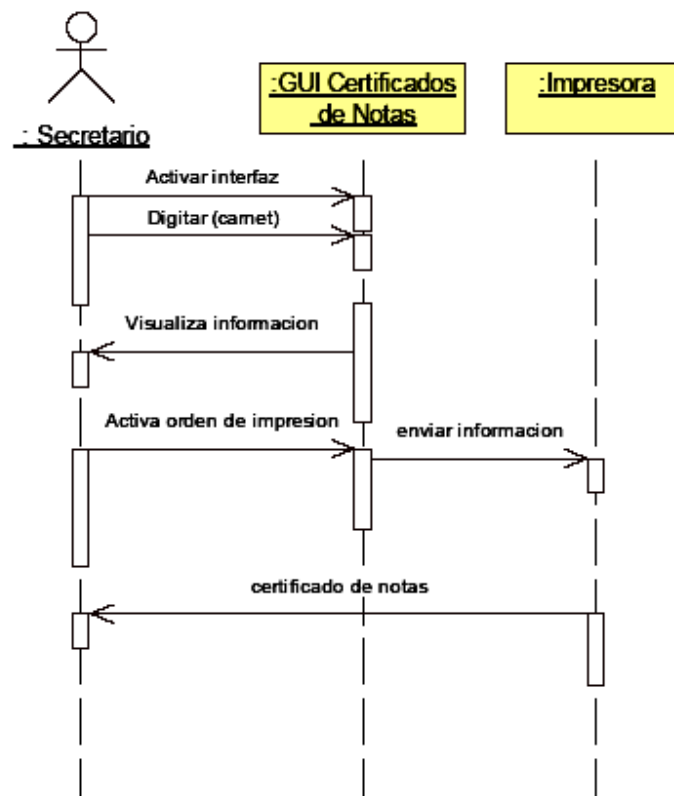 : Secretario
:GUI Certificados
de Notas
:Impresora
Activar interfaz
Digitar (carnet)
Visualiza informacion
Activa orden de impresion
enviar informacion
certificado de notas